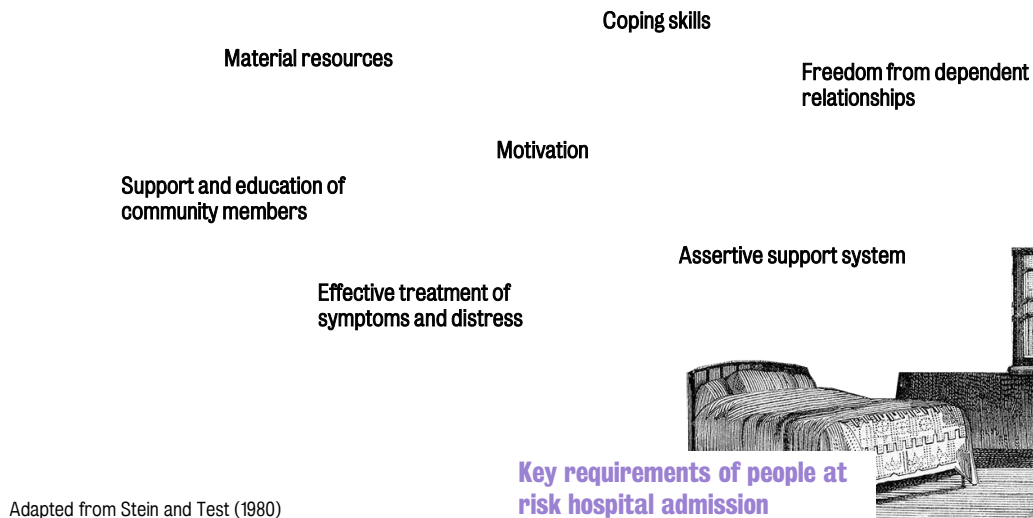 Coping skills
Material resources
Freedom from dependent
relationships
Motivation
Support and education of
community members
Assertive support system
Effective treatment of
symptoms and distress
Key requirements of people at
risk hospital admission
Adapted from Stein and Test (1980)